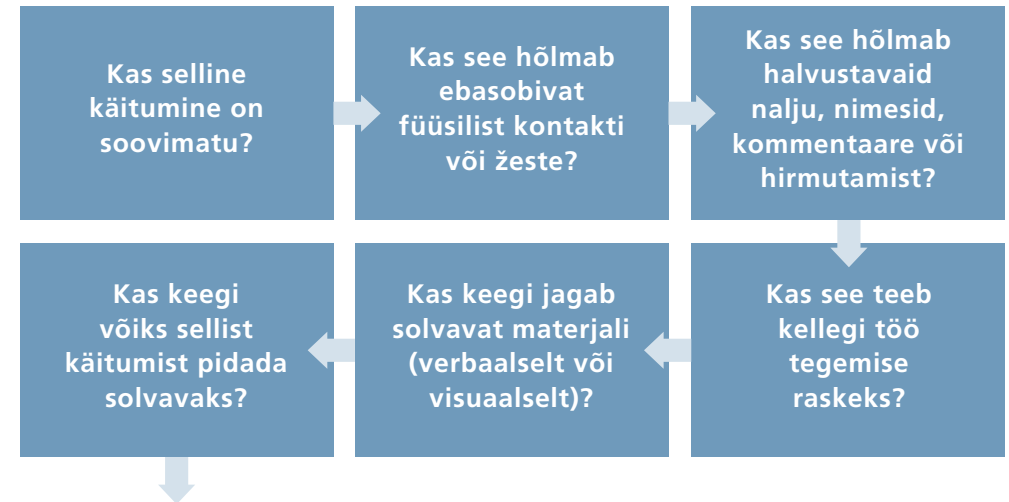 Kas selline
käitumine on
soovimatu?
Kas see hõlmab
ebasobivat
füüsilist kontakti
või žeste?
Kas see hõlmab
halvustavaid
nalju, nimesid,
kommentaare või
hirmutamist?
Kas see teeb
kellegi töö
tegemise
raskeks?
Kas keegi jagab
solvavat materjali
(verbaalselt või
visuaalselt)?
Kas keegi
võiks sellist
käitumist pidada
solvavaks?